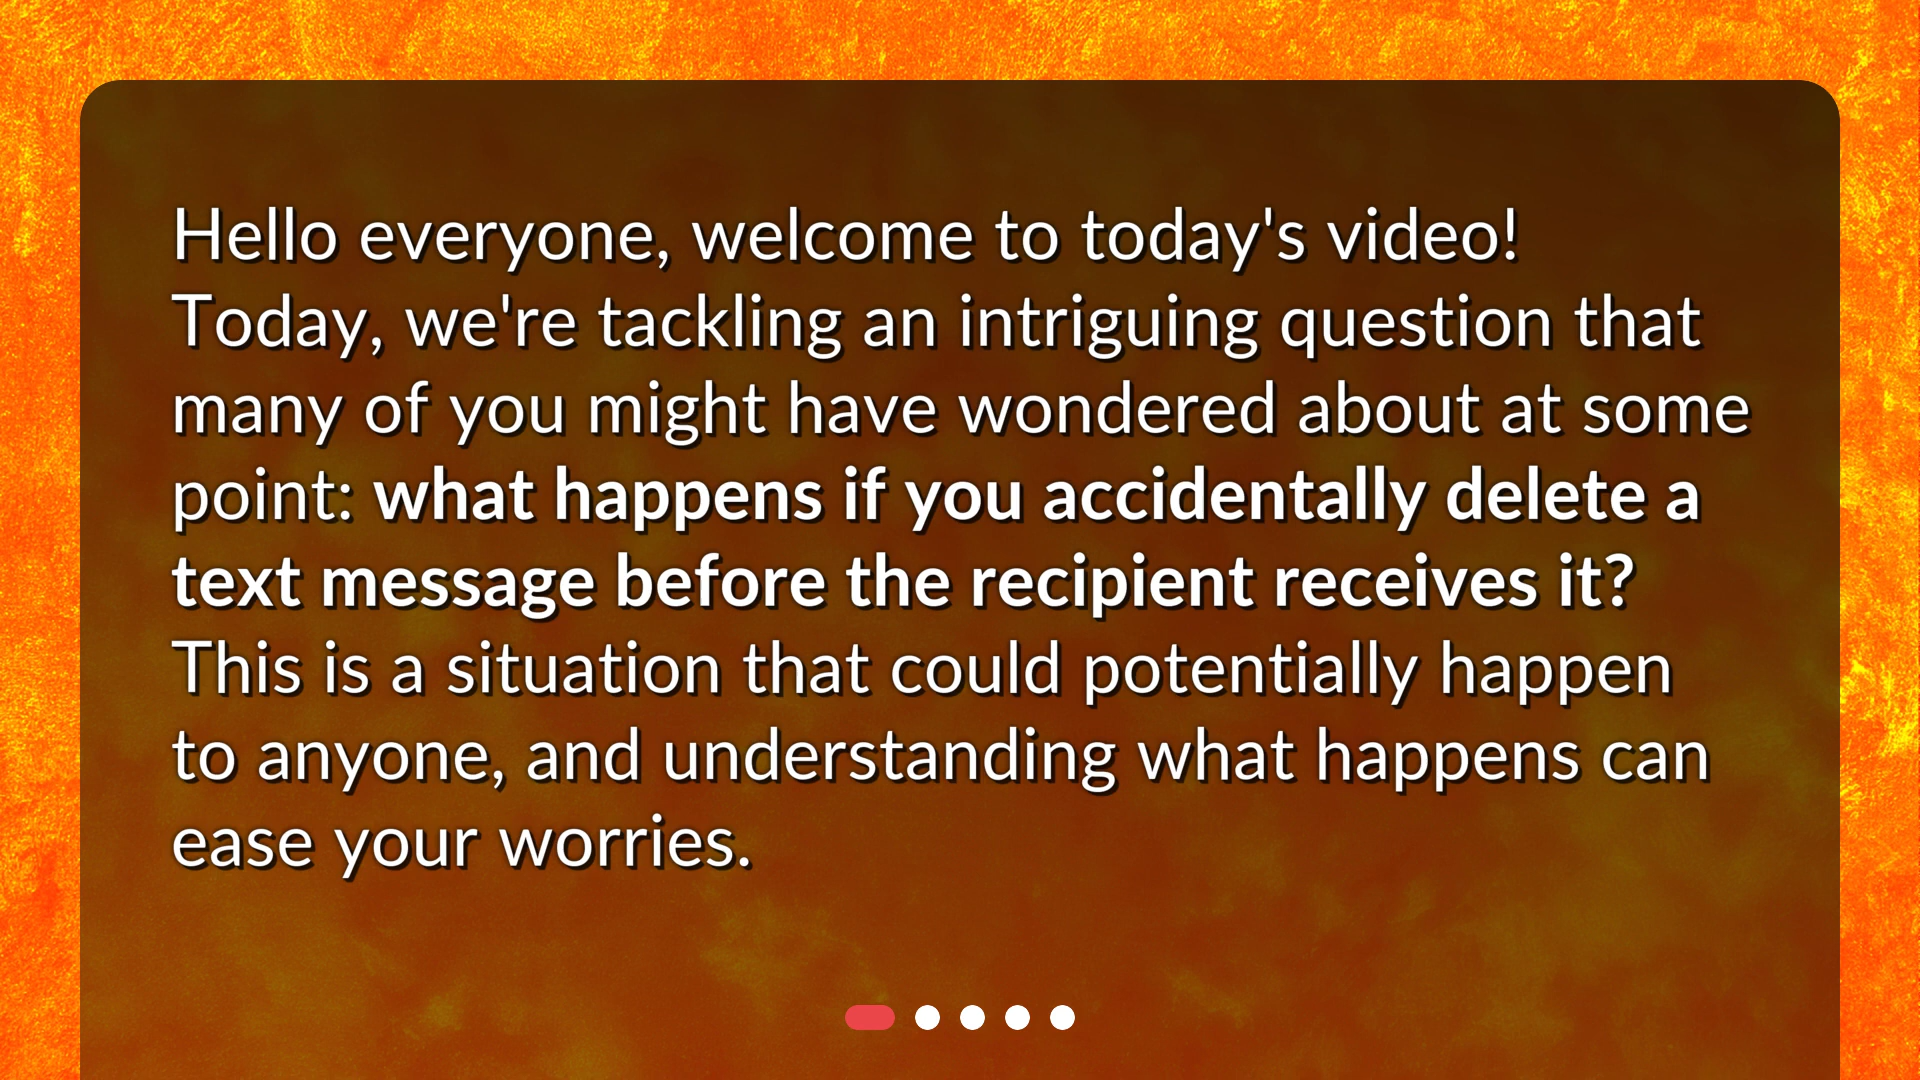 Hello everyone, welcome to today's video!
Today, we're tackling an intriguing question that
many of you might have wondered about at some
point: what happens if you accidentally delete a
text message before the recipient receives it?
This is a situation that could potentially happen
to anyone, and understanding what happens can
ease your worries.